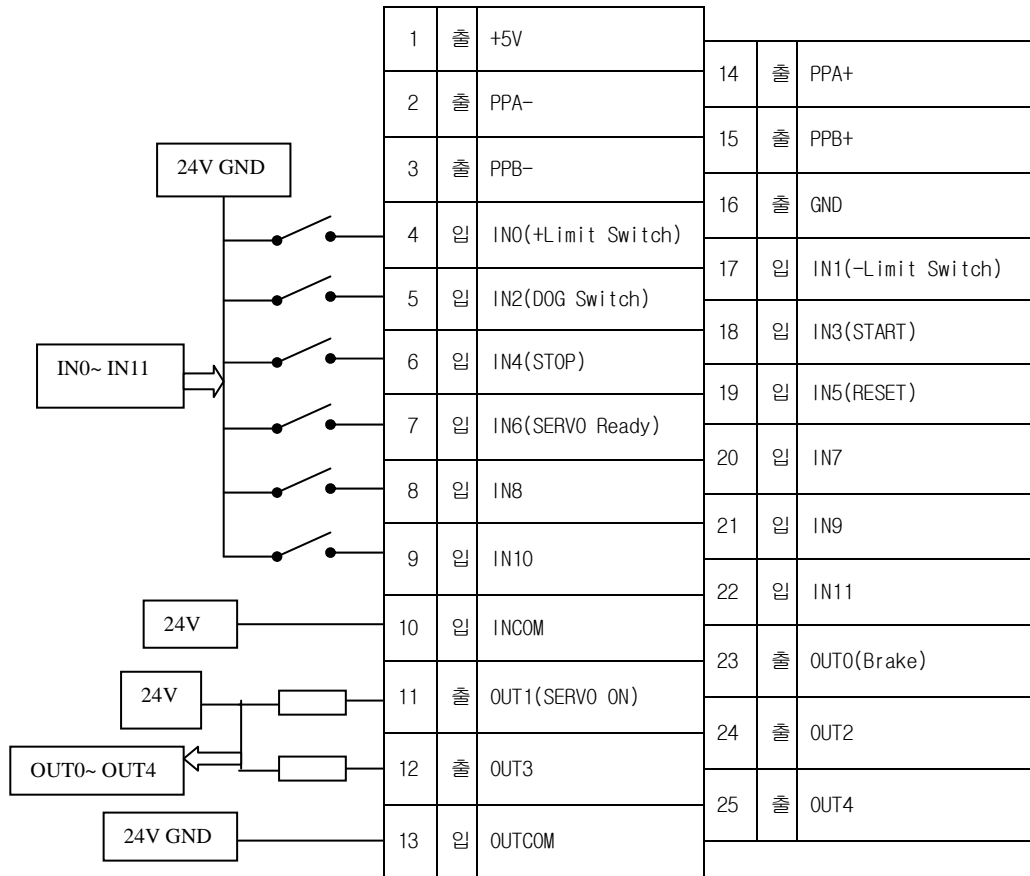 1 출 +5V
2 출 PPA-
3 출 PPB-
4 입 IN0(+Limit Switch)
5 입 IN2(DOG Switch)
6 입 IN4(STOP)
7 입 IN6(SERVO Ready)
8 입 IN8
9 입 IN10
10 입 INCOM
11 출 OUT1(SERVO ON)
12 출 OUT3
13 입 OUTCOM
14 출 PPA+
15 출 PPB+
16 출 GND
17 입 IN1(-Limit Switch)
18 입 IN3(START)
19 입 IN5(RESET)
20 입 IN7
21 입 IN9
22 입 IN11
23 출 OUT0(Brake)
24 출 OUT2
25 출 OUT4
24V GND
IN0~ IN11
24V
24V
OUT0~ OUT4
24V GND